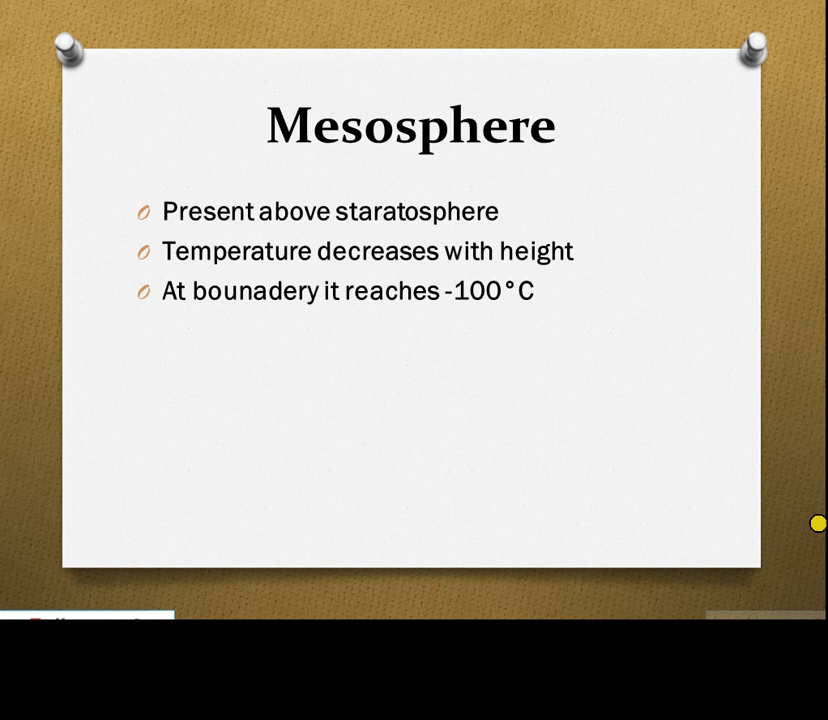 Mesosphere
Present above staratosphere
Temperature decreases with height
At bounadery it reaches -100°C